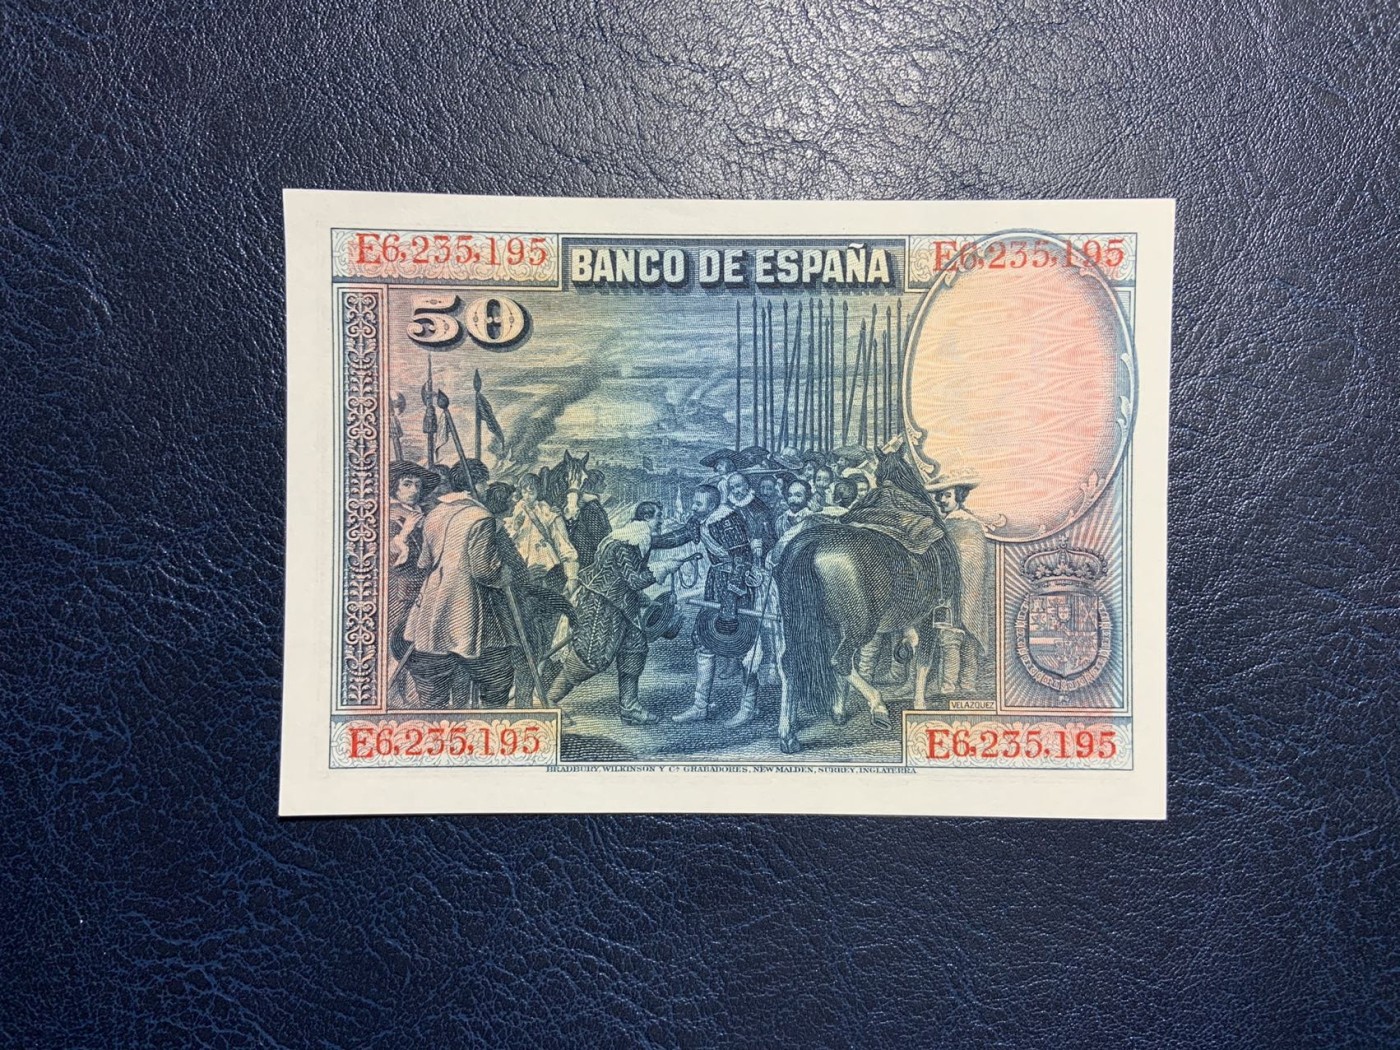 E6,235,195
BANCO DE ESPAÑA
E6,235,195
50
VELAZQUEZ
E6,235,195
E6,235,195
BRADBURY, WILKINSON Y Cª GRABADORES, NEW MALDEN, SURREY, INGLATERRA